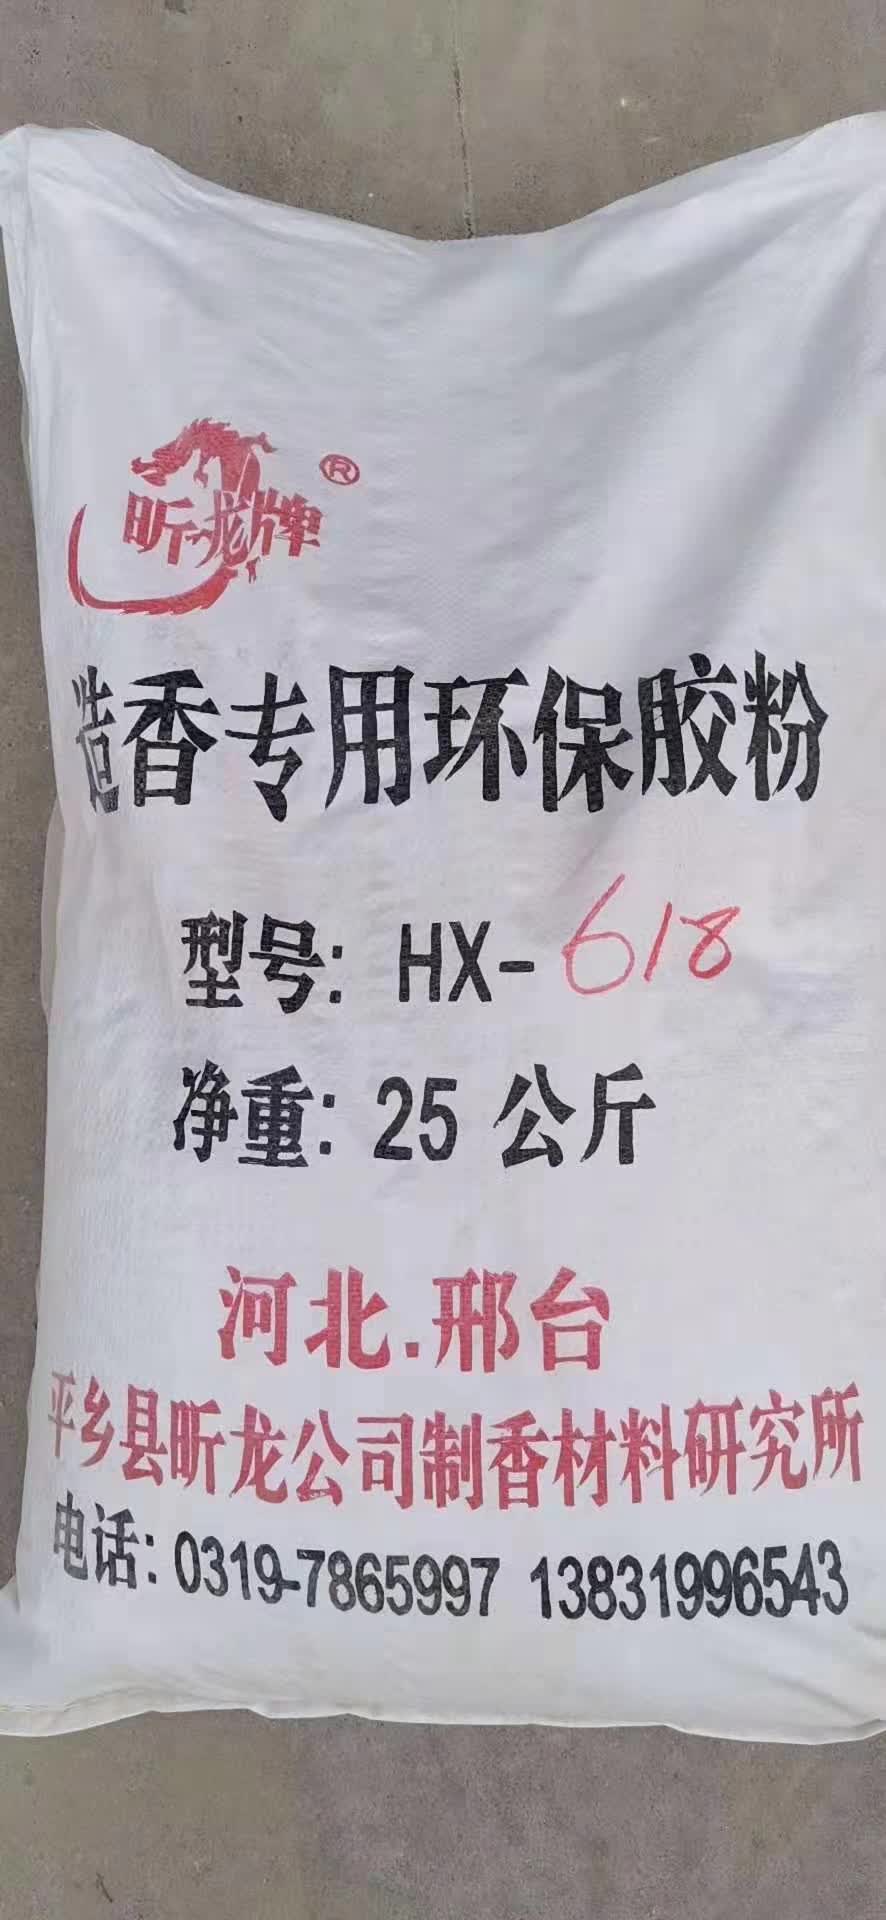 昕龙牌®
造香专用环保胶粉
型号: HX-618
净重: 25 公斤
河北.邢台
平乡县昕龙公司制香材料研究所
电话: 0319-7865997 13831996543